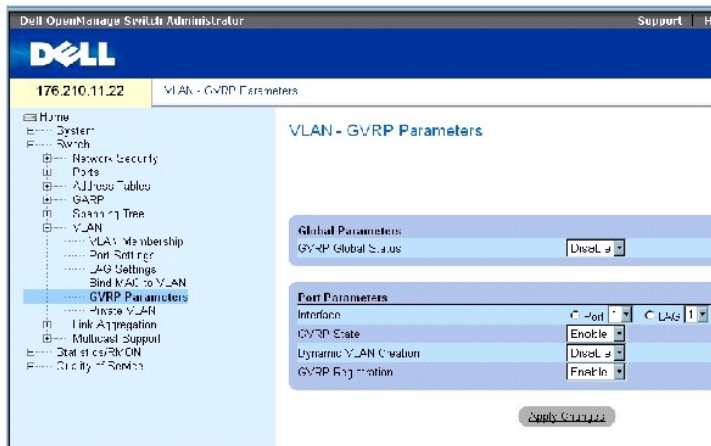 Dell OpenManage Switch Administrator
Support
H
DELL
176.210.11.22
VLAN - GVRP Parameters
Home
System
Switch
Network Security
Ports
Address Tables
GARP
Spanning Tree
VLAN
VLAN Membership
Port Settings
LAG Settings
Bind MAC to VLAN
GVRP Parameters
Private VLAN
Link Aggregation
Multicast Support
Statistics/RMON
Quality of Service
VLAN - GVRP Parameters
Global Parameters
GVRP Global Status Disable
Port Parameters
Interface Port 1 LAG 1
GVRP State Enable
Dynamic VLAN Creation Disable
GVRP Registration Enable
Apply Changes